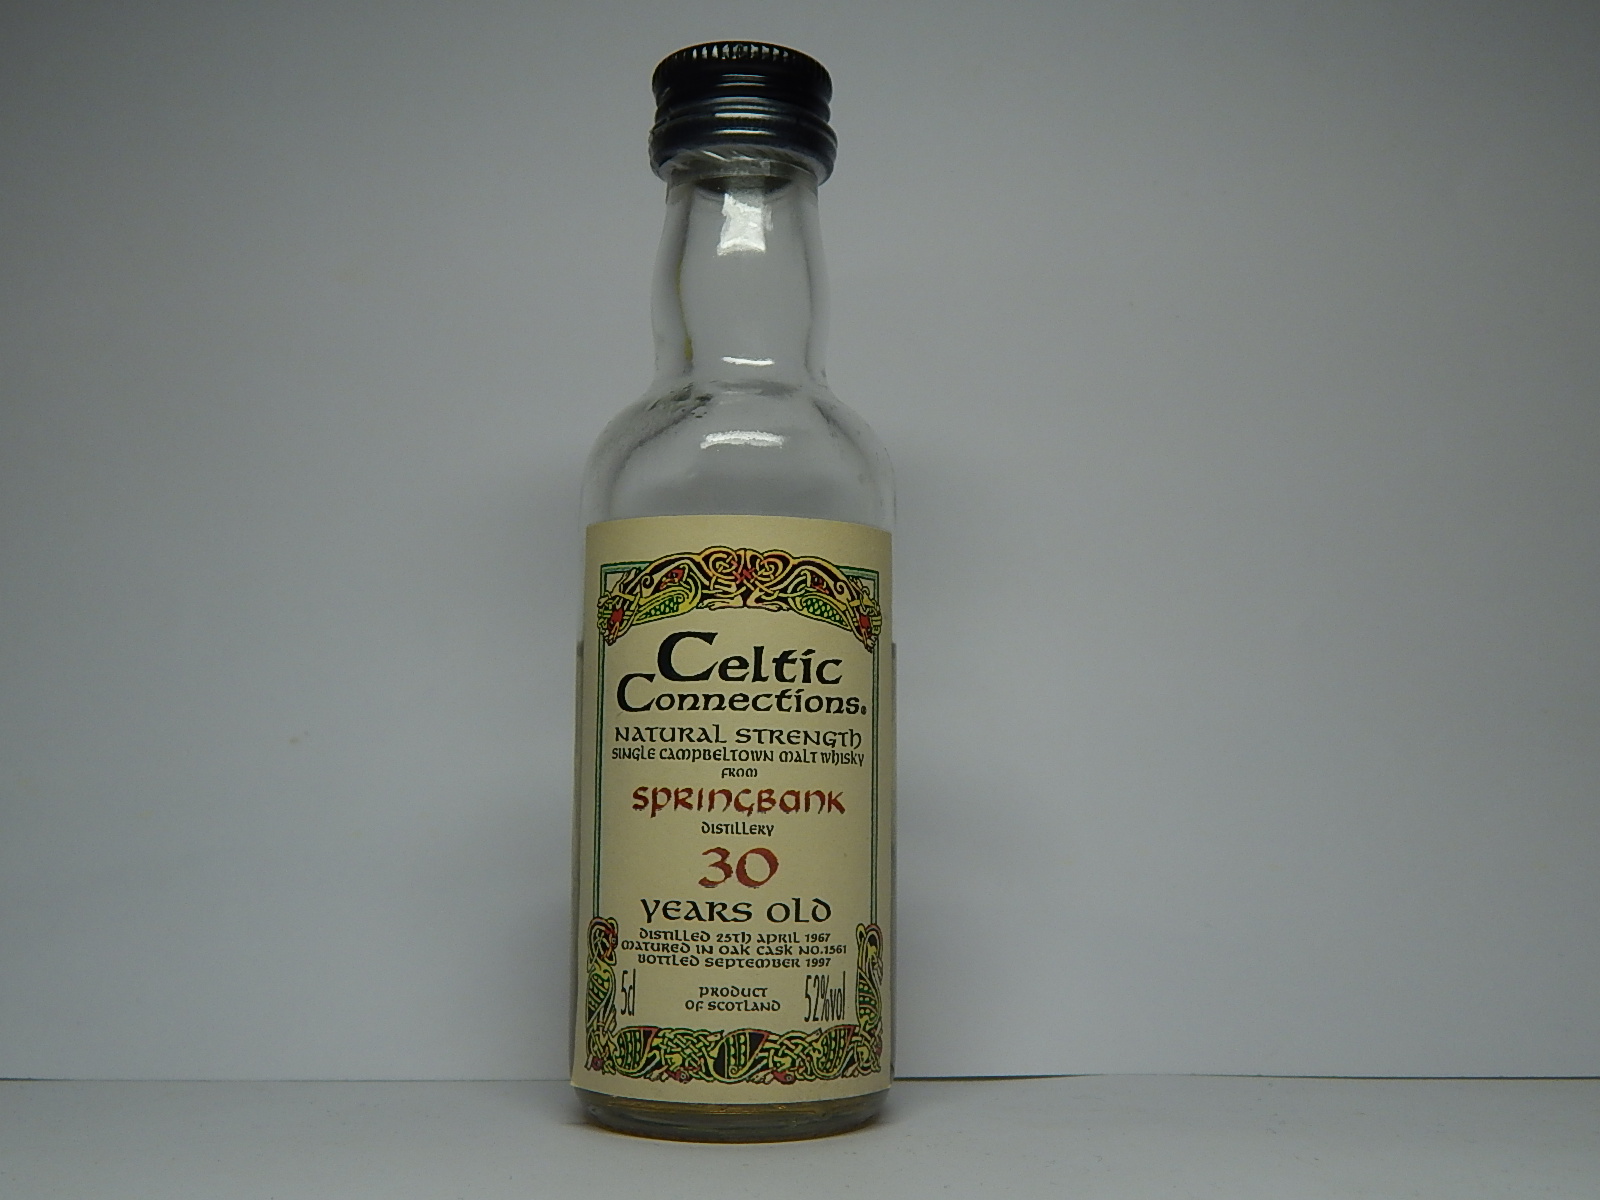 Celtic
Connections®
NATURAL STRENGTH
SINGLE CAMPBELTOWN MALT WHISKY
FROM
SPRINGBANK
DISTILLERY
30
YEARS OLD
DISTILLED 25TH APRIL 1967
MATURED IN OAK CASK NO.1561
BOTTLED SEPTEMBER 1997
5cl
PRODUCT
OF SCOTLAND
52%vol